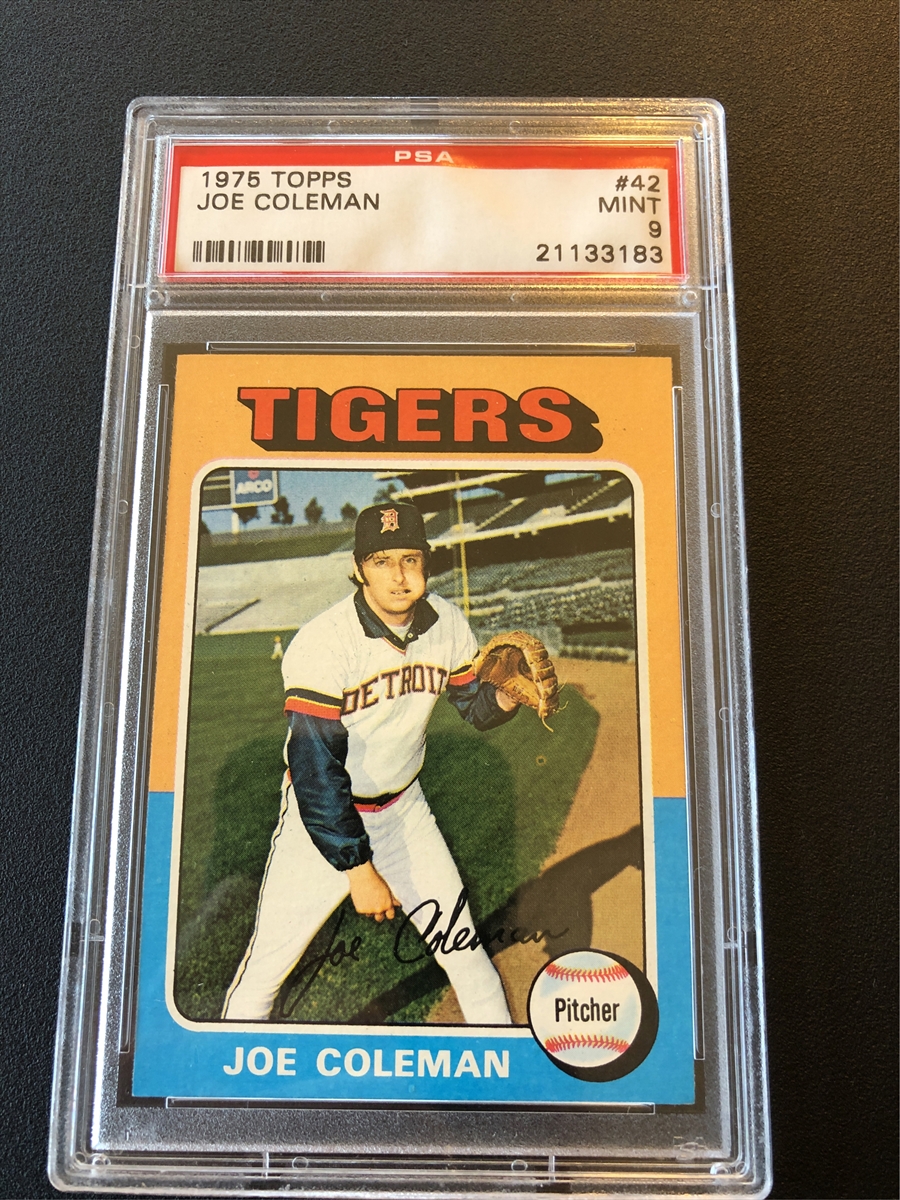 PSA
1975 TOPPS #42
JOE COLEMAN MINT
9
21133183
TIGERS
ARCO
D
DETROIT
Joe Coleman
Pitcher
JOE COLEMAN